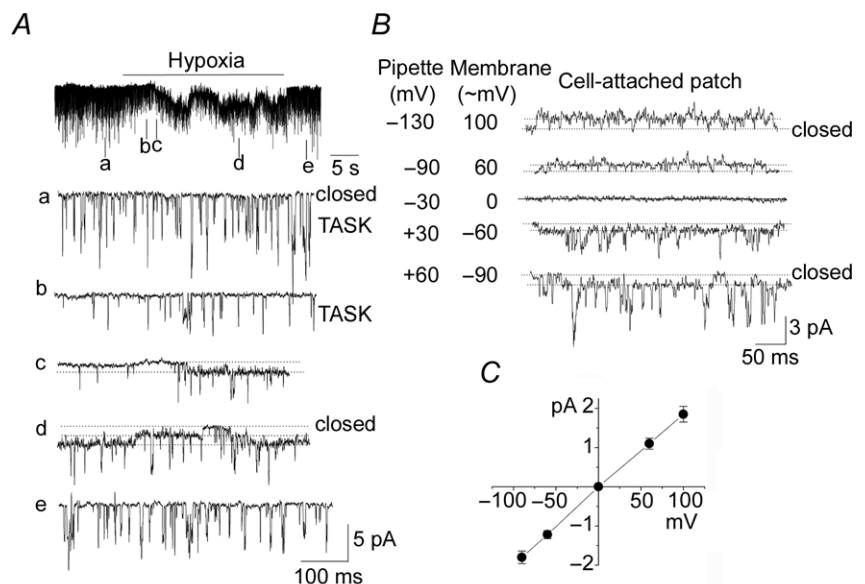 A
Hypoxia
a
bc
d
e
5 s
a
closed
TASK
b
TASK
c
d
closed
e
5 pA
100 ms
B
Pipette (mV)
Membrane (~mV)
Cell-attached patch
−130 100 closed
−90 60
−30 0
+30 −60
+60 −90 closed
3 pA
50 ms
C
pA
2
1
−100 −50 50 100
mV
−1
−2